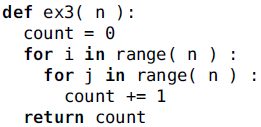 def ex3( n ):
  count = 0
  for i in range( n ) :
    for j in range( n ) :
      count += 1
  return count